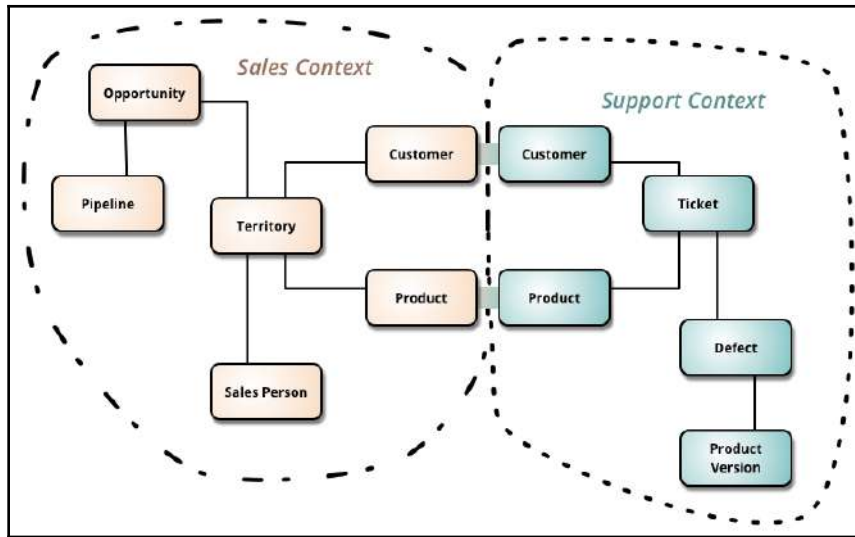 Sales Context
Support Context
Opportunity
Customer
Customer
Pipeline
Territory
Ticket
Product
Product
Defect
Sales Person
Product
Version